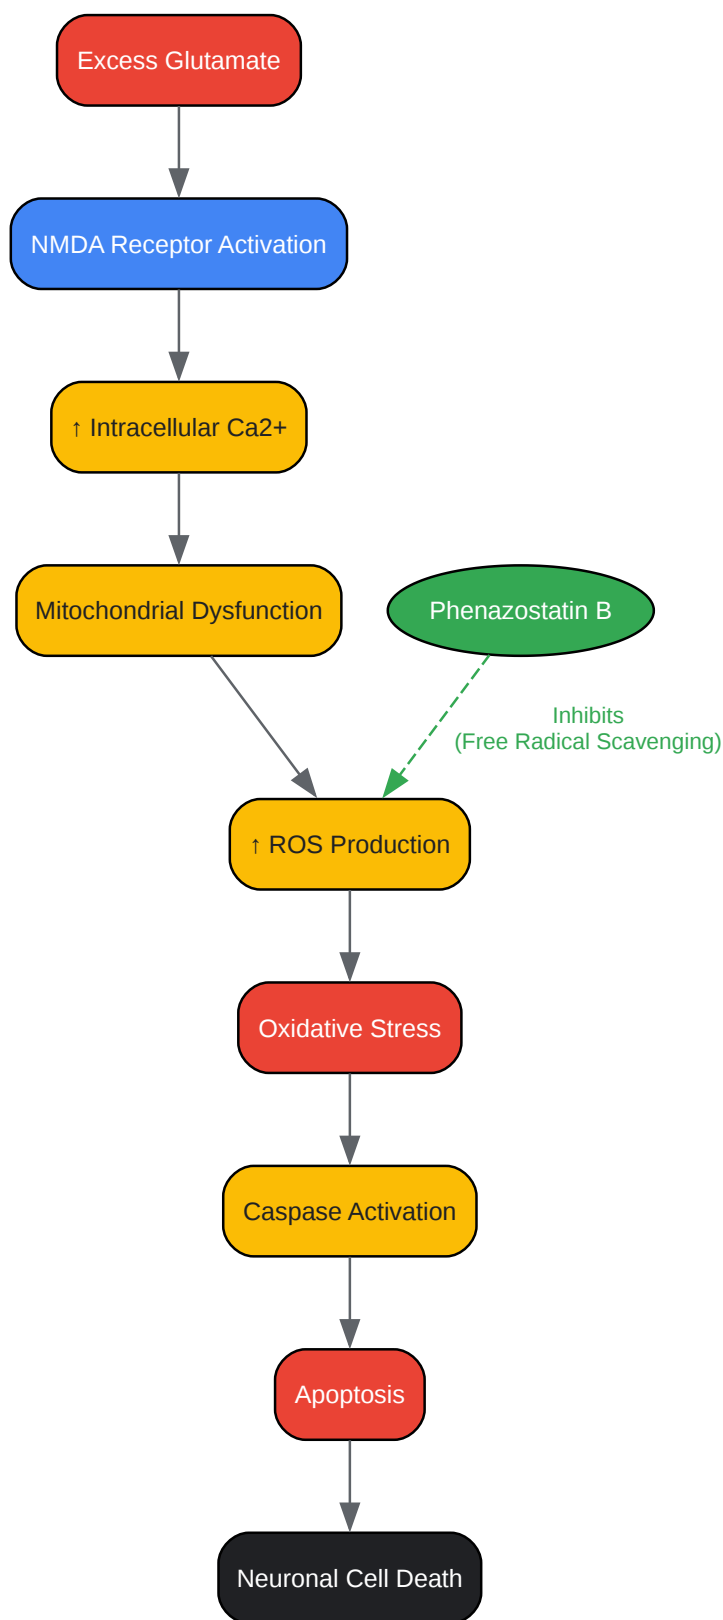 Excess Glutamate
NMDA Receptor Activation
↑ Intracellular Ca2+
Mitochondrial Dysfunction
Phenazostatin B
Inhibits
(Free Radical Scavenging)
↑ ROS Production
Oxidative Stress
Caspase Activation
Apoptosis
Neuronal Cell Death